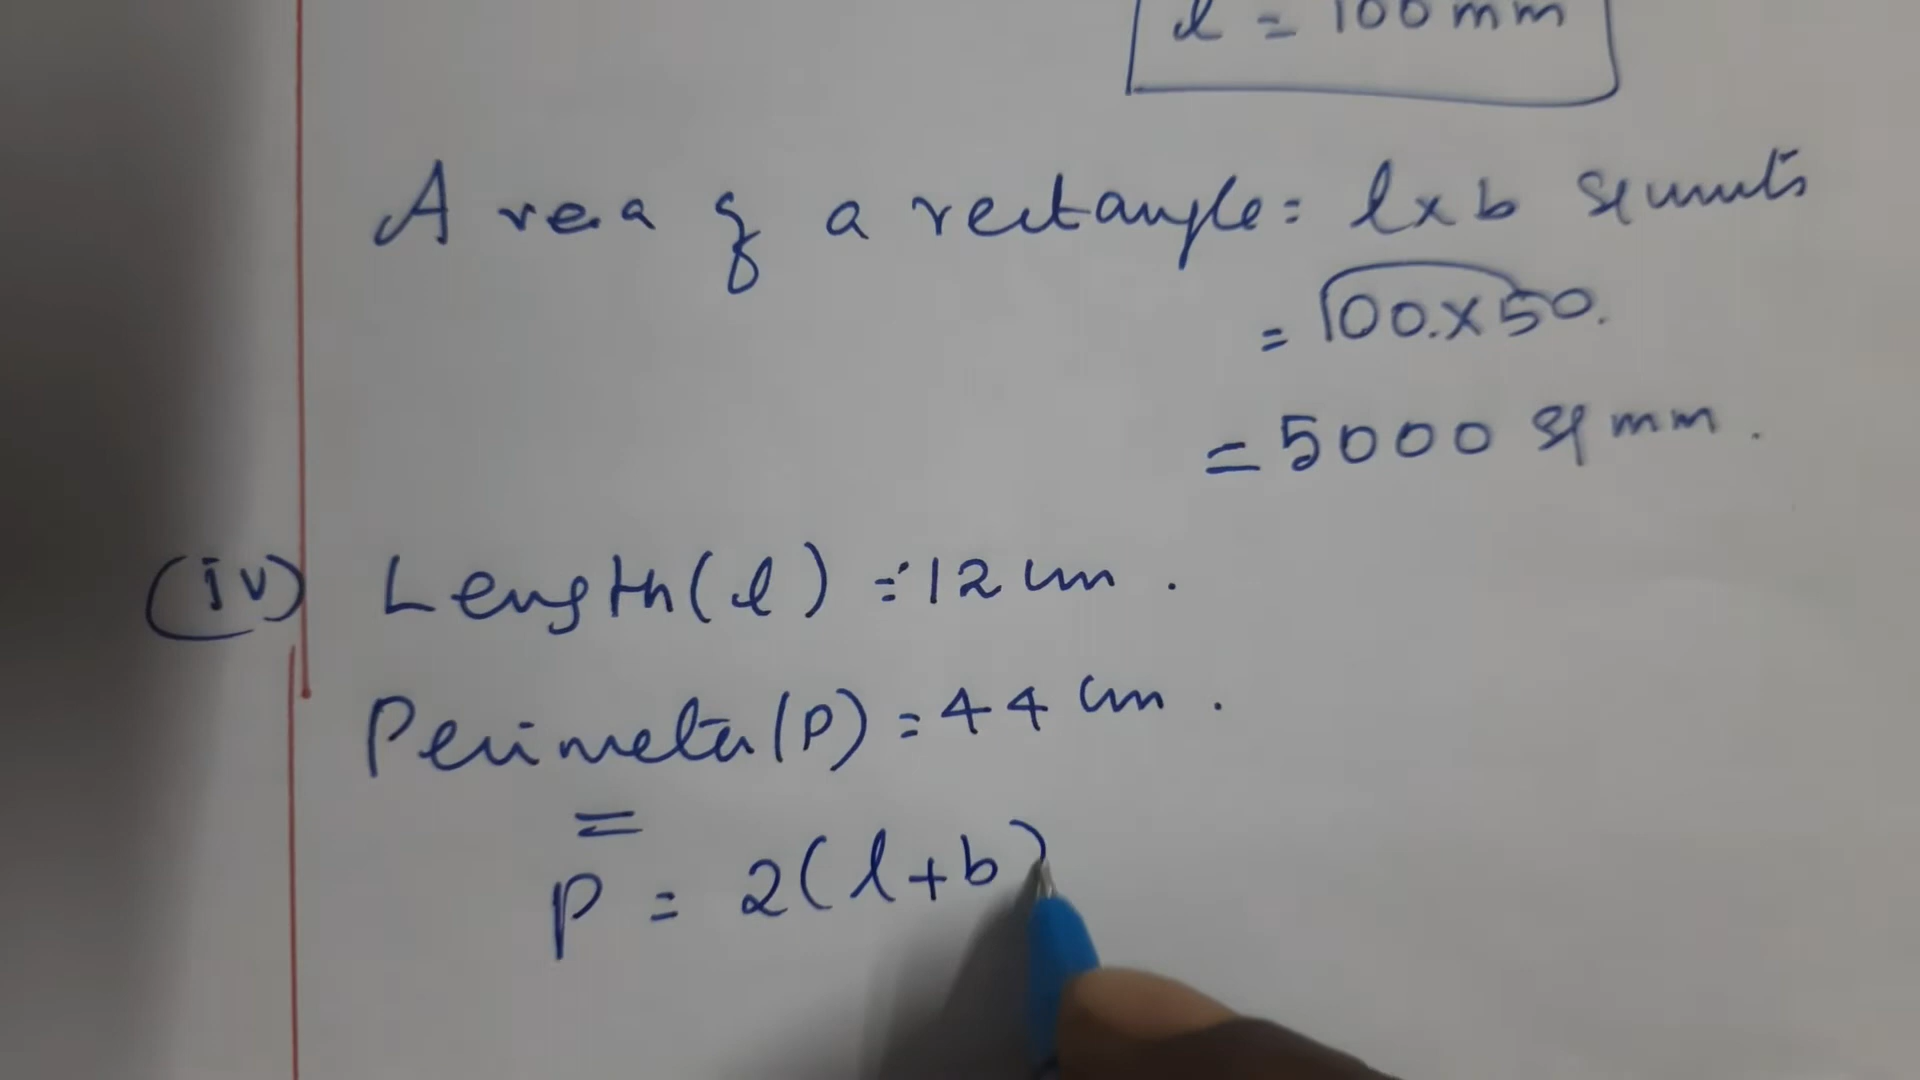 l = 100 mm
Area of a rectangle = l x b sq units
= 100 x 50.
= 5000 sq mm.
(iv) Length (l) = 12 cm.
Perimeter (P) = 44 cm.
=
P = 2(l+b)